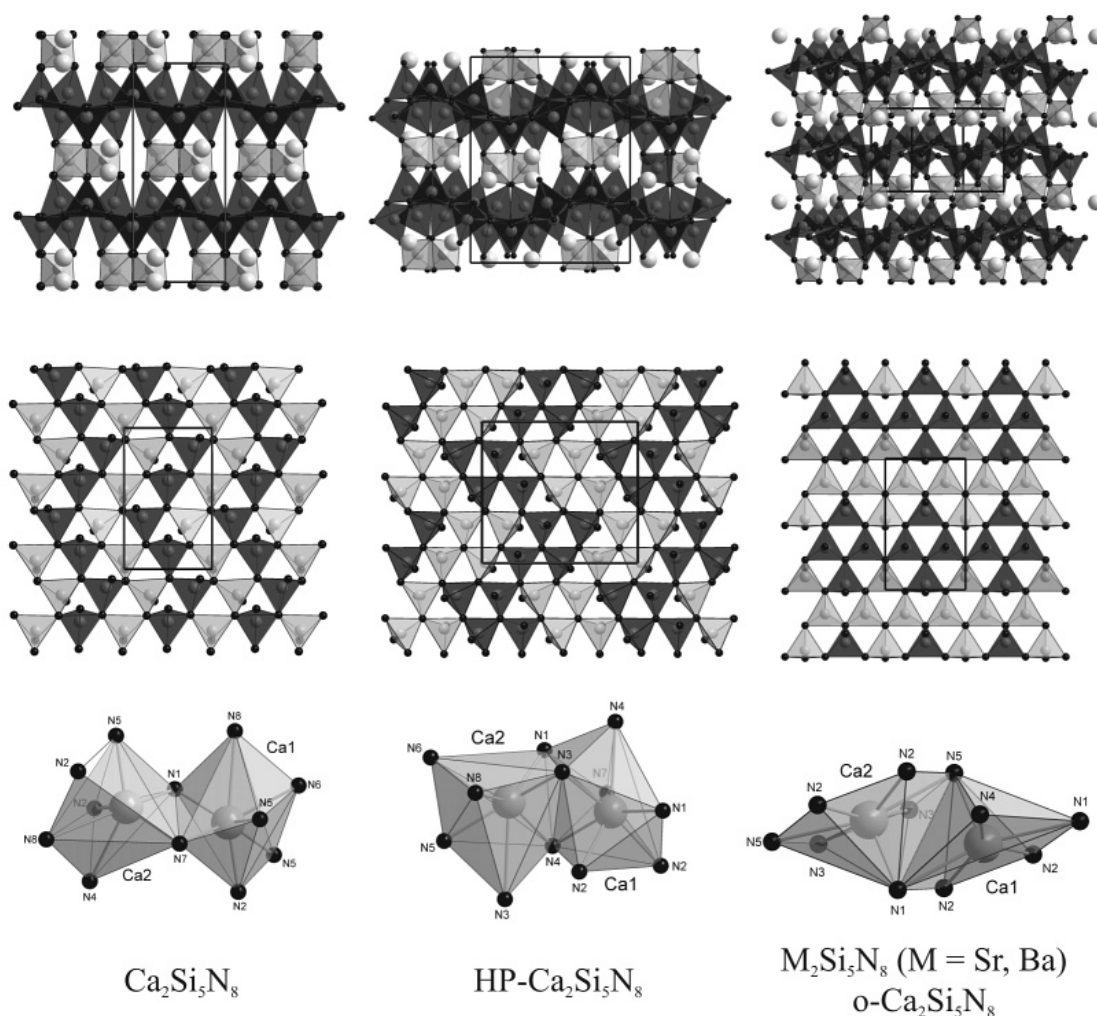 N5
N8
N2
Ca1
N1
N6
N2
N5
N8
N7
N5
Ca2
N4
N2
N4
N1
Ca2
N3
N6
N8
N7
N1
N5
N4
N2
N2
Ca1
N3
N2
N5
Ca2
N4
N2
N1
N3
N5
N2
N3
Ca1
N1
N2
Ca₂Si₅N₈
HP-Ca₂Si₅N₈
M₂Si₅N₈ (M = Sr, Ba)
o-Ca₂Si₅N₈